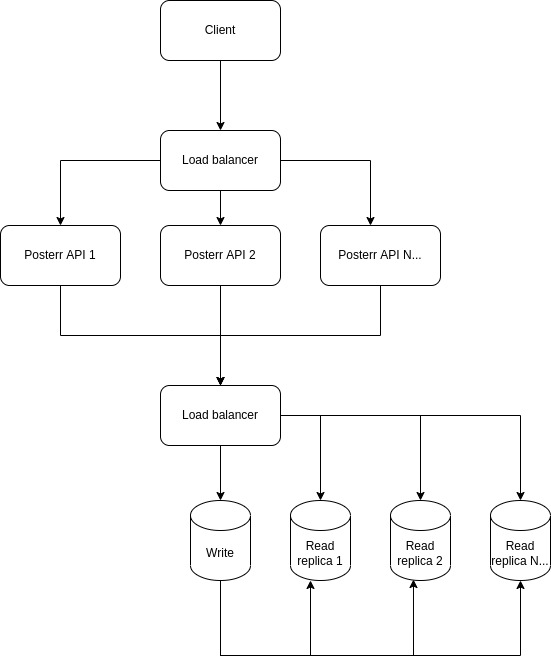 Client
Load balancer
Posterr API 1
Posterr API 2
Posterr API N...
Load balancer
Write
Read
replica 1
Read
replica 2
Read
replica N...